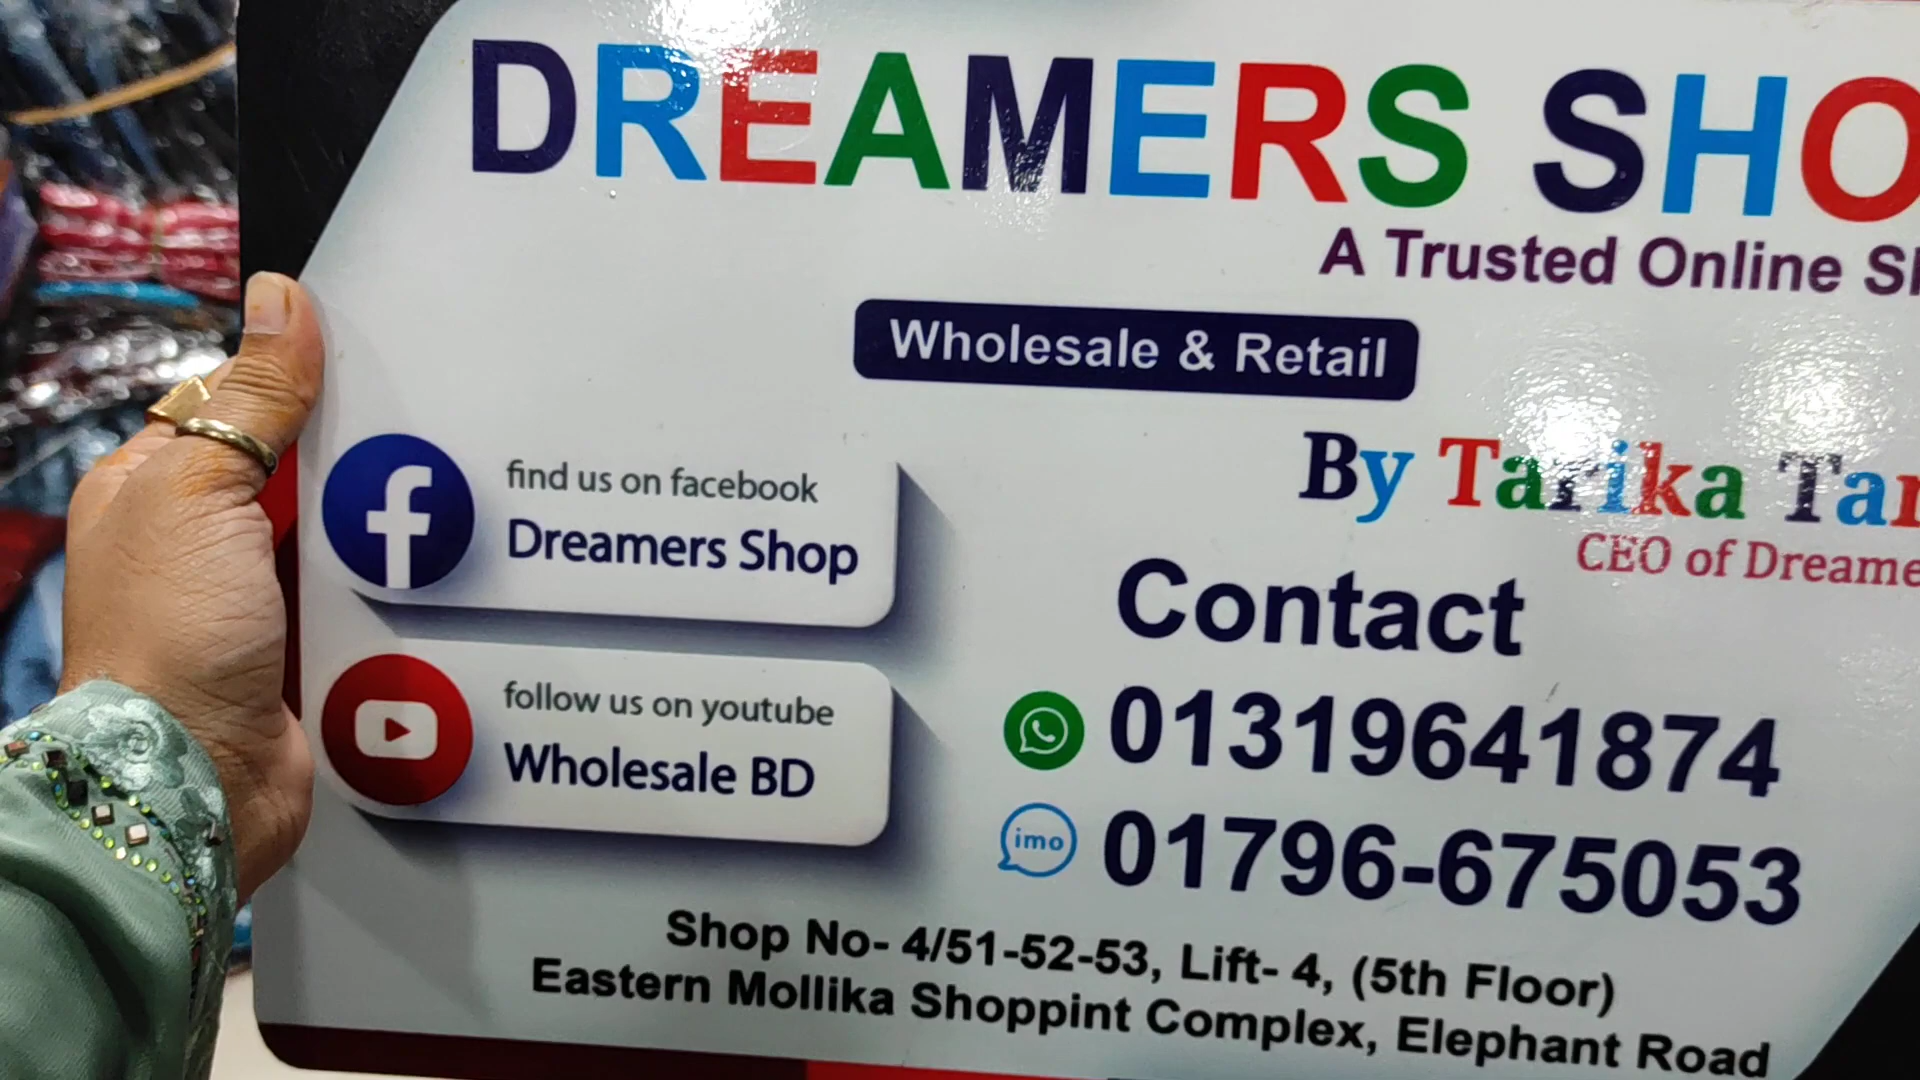 DREAMERS SHO
A Trusted Online
Wholesale & Retail
By Tarika
CEO of Dreame
find us on facebook
Dreamers Shop
follow us on youtube
Wholesale BD
Contact
01319641874
imo 01796-675053
Shop No- 4/51-52-53, Lift- 4, (5th Floor)
Eastern Mollika Shoppint Complex, Elephant Road